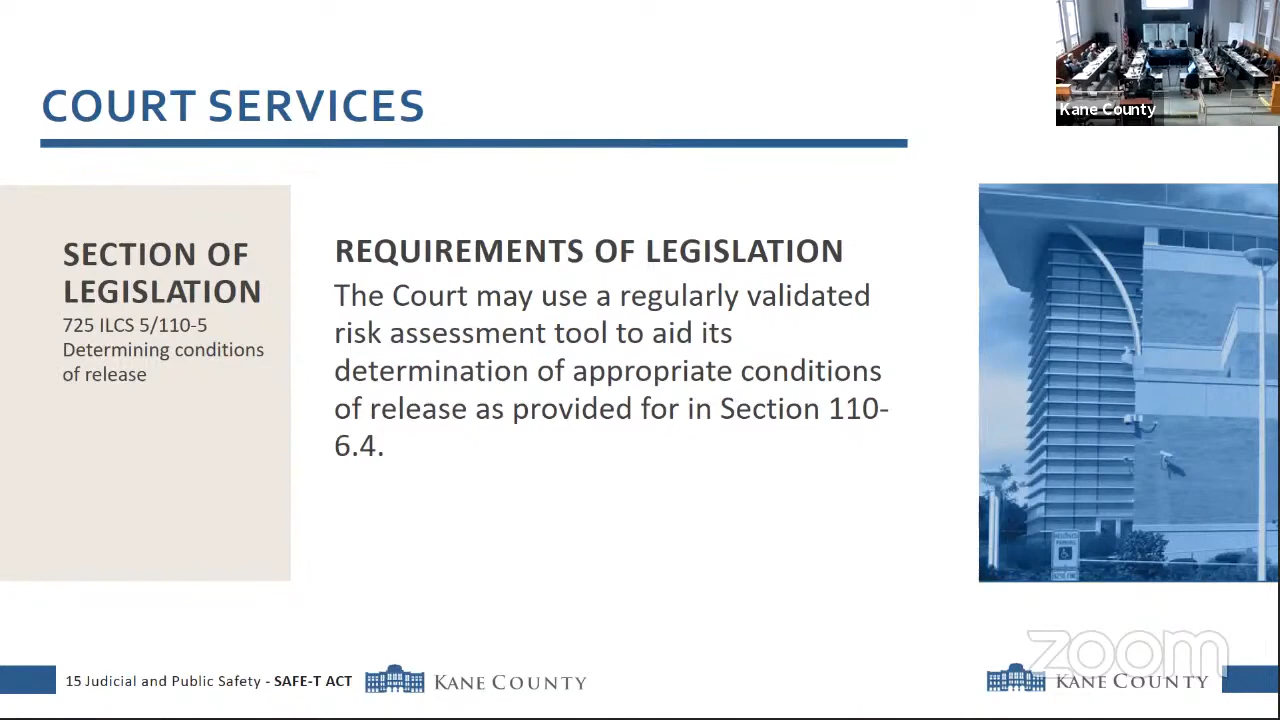 Kane County
COURT SERVICES
SECTION OF
LEGISLATION
725 ILCS 5/110-5
Determining conditions
of release
REQUIREMENTS OF LEGISLATION
The Court may use a regularly validated
risk assessment tool to aid its
determination of appropriate conditions
of release as provided for in Section 110-
6.4.
RESERVED
PARKING
15 Judicial and Public Safety - SAFE-T ACT
KANE COUNTY
zoom
KANE COUNTY